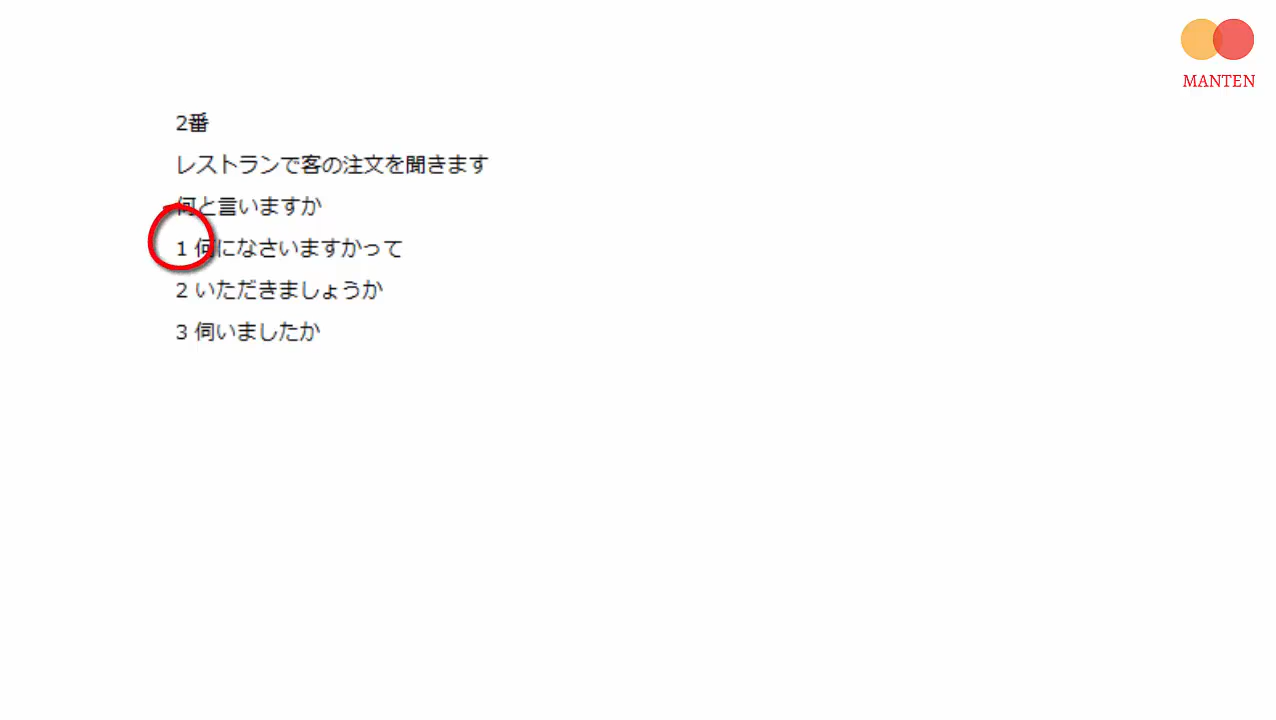 MANTEN
2番
レストランで客の注文を聞きます
何と言いますか
1 何になさいますかって
2 いただきましょうか
3 伺いましたか